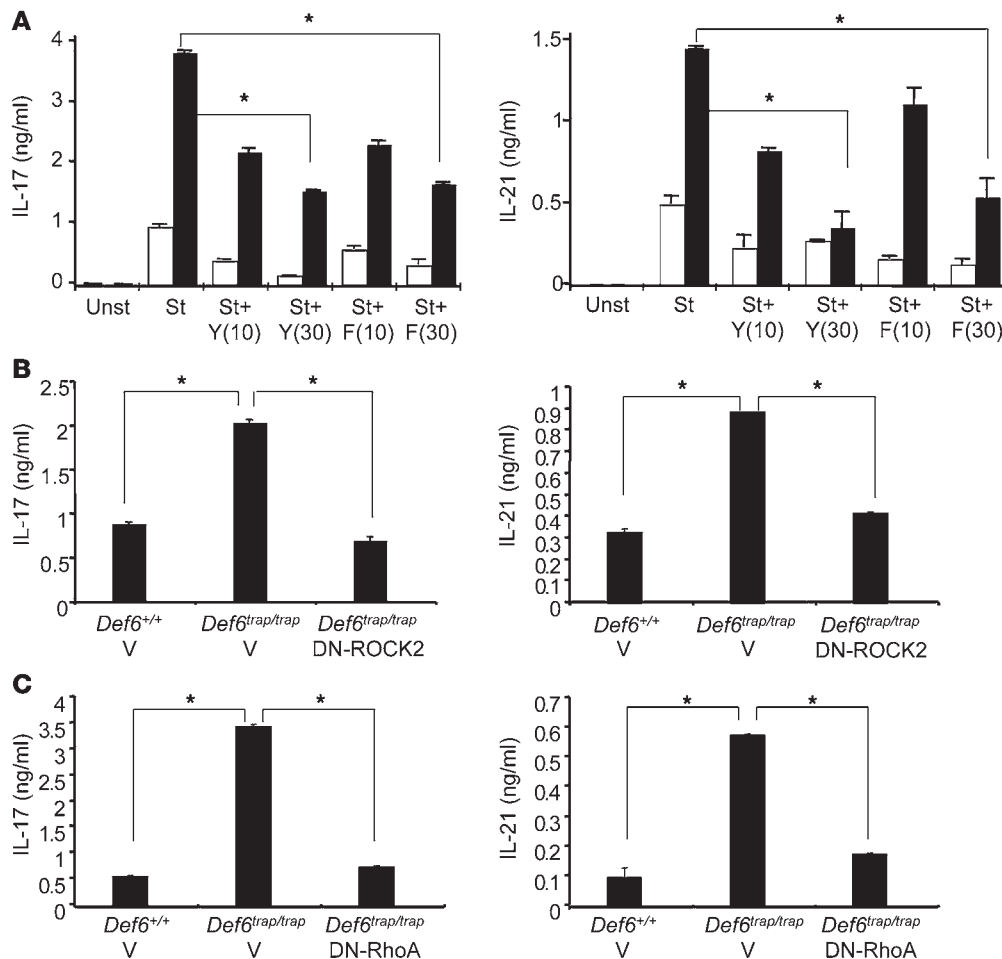 A
IL-17 (ng/ml)
4
3
2
1
0
*
*
Unst St St+ St+ St+ St+
Y(10) Y(30) F(10) F(30)
IL-21 (ng/ml)
1.5
1
0.5
0
*
*
Unst St St+ St+ St+ St+
Y(10) Y(30) F(10) F(30)
B
IL-17 (ng/ml)
2.5
2
1.5
1
0.5
0
* *
Def6+/+ Def6trap/trap Def6trap/trap
V V DN-ROCK2
IL-21 (ng/ml)
1
0.9
0.8
0.7
0.6
0.5
0.4
0.3
0.2
0.1
0
* *
Def6+/+ Def6trap/trap Def6trap/trap
V V DN-ROCK2
C
IL-17 (ng/ml)
4
3.5
3
2.5
2
1.5
1
0.5
0
* *
Def6+/+ Def6trap/trap Def6trap/trap
V V DN-RhoA
IL-21 (ng/ml)
0.7
0.6
0.5
0.4
0.3
0.2
0.1
0
* *
Def6+/+ Def6trap/trap Def6trap/trap
V V DN-RhoA